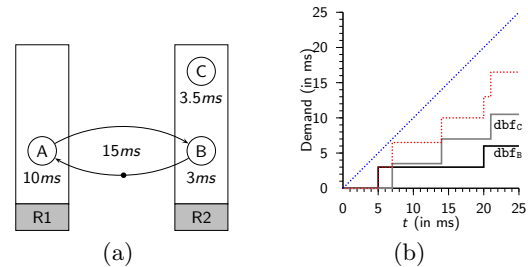 C
3.5ms
A
15ms
B
10ms
3ms
R1
R2
(a)
Demand (in ms)
25
20
15
10
5
0
dbfC
dbfB
0 5 10 15 20 25
t (in ms)
(b)